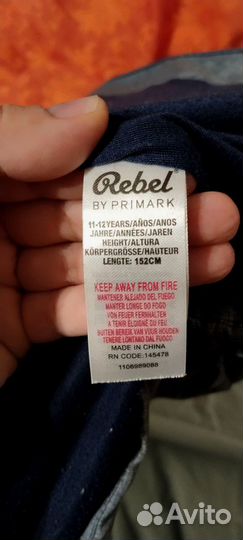 Rebel
BY PRIMARK
11-12YEARS/AÑOS/ANOS
JAHRE/ANNÉES/JAREN
HEIGHT/ALTURA
KÖRPERGRÖSSE/HAUTEUR
LENGTE: 152CM
KEEP AWAY FROM FIRE
MANTENER ALEJADO DEL FUEGO
MANTER LONGE DO FOGO
VON FEUER FERNHALTEN
À TENIR ÉLOIGNÉ DU FEU
BUITEN BEREIK VAN VUUR HOUDEN
TENERE LONTANO DAL FUOCO
MADE IN CHINA
RN CODE: 145478
1106989088
Avito